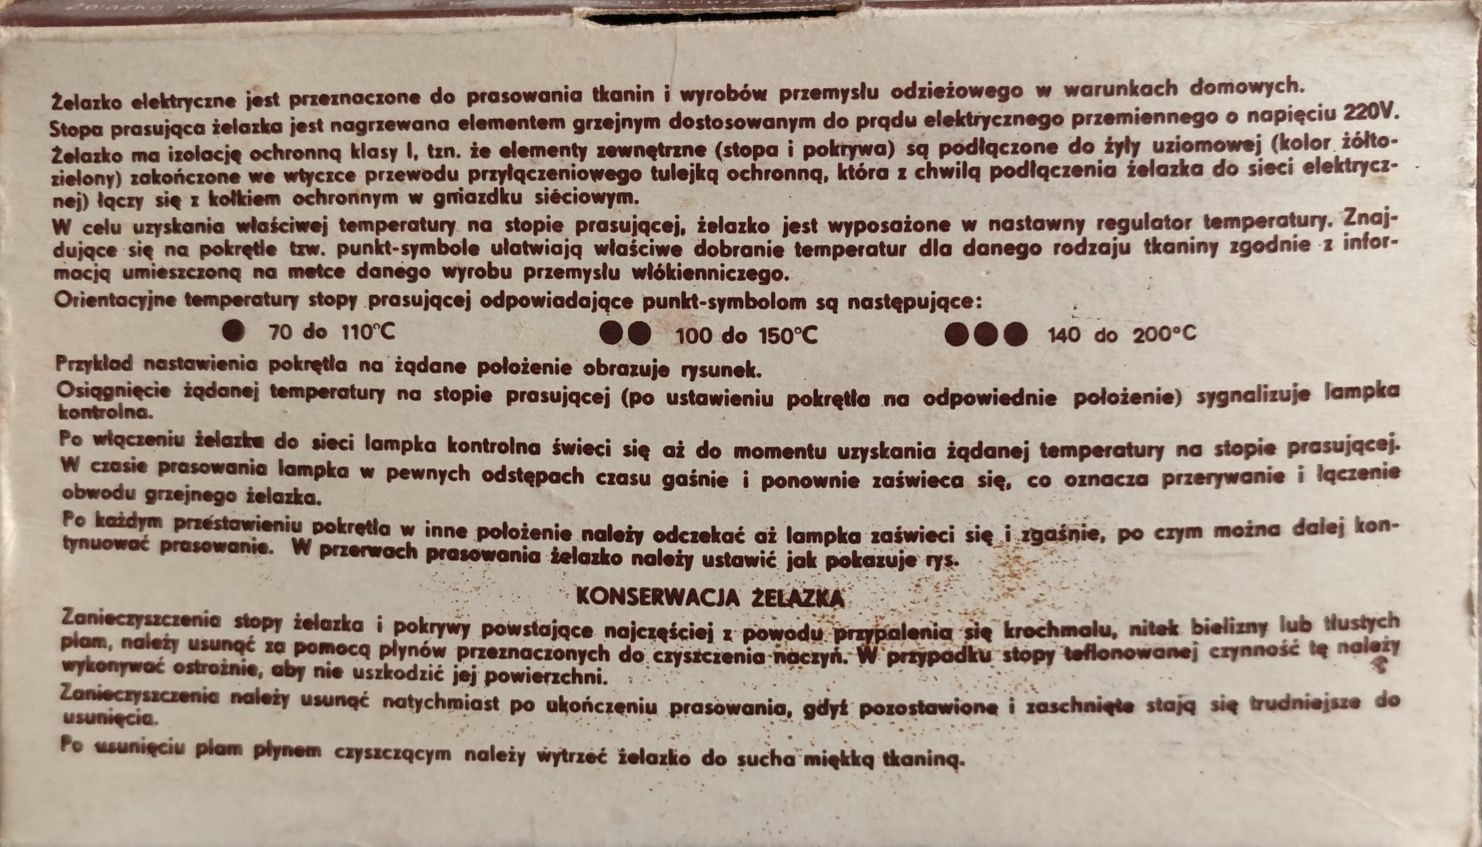 Żelazko elektryczne jest przeznaczone do prasowania tkanin i wyrobów przemysłu odzieżowego w warunkach domowych.
Stopa prasująca żelazka jest nagrzewana elementem grzejnym dostosowanym do prądu elektrycznego przemiennego o napięciu 220V.
Żelazko ma izolację ochronną klasy I, tzn. że elementy zewnętrzne (stopa i pokrywa) są podłączone do żyły uziomowej (kolor żółto-
zielony) zakończone we wtyczce przewodu przyłączeniowego tulejką ochronną, która z chwilą podłączenia żelazka do sieci elektrycz-
nej) łączy się z kołkiem ochronnym w gniazdku sieciowym.
W celu uzyskania właściwej temperatury na stopie prasującej, żelazko jest wyposażone w nastawny regulator temperatury. Znaj-
dujące się na pokrętle tzw. punkt-symbole ułatwiają właściwe dobranie temperatur dla danego rodzaju tkaniny zgodnie z infor-
macją umieszczoną na metce danego wyrobu przemysłu włókienniczego.
Orientacyjne temperatury stopy prasującej odpowiadające punkt-symbolom są następujące:
● 70 do 110°C ●● 100 do 150°C ●●● 140 do 200°C
Przykład nastawienia pokrętła na żądane położenie obrazuje rysunek.
Osiągnięcie żądanej temperatury na stopie prasującej (po ustawieniu pokrętła na odpowiednie położenie) sygnalizuje lampka
kontrolna.
Po włączeniu żelazka do sieci lampka kontrolna świeci się aż do momentu uzyskania żądanej temperatury na stopie prasującej.
W czasie prasowania lampka w pewnych odstępach czasu gaśnie i ponownie zaświeca się, co oznacza przerywanie i łączenie
obwodu grzejnego żelazka.
Po każdym przestawieniu pokrętła w inne położenie należy odczekać aż lampka zaświeci się i zgaśnie, po czym można dalej kon-
tynuować prasowanie. W przerwach prasowania żelazko należy ustawić jak pokazuje rys.
KONSERWACJA ŻELAZKA
Zanieczyszczenia stopy żelazka i pokrywy powstające najczęściej z powodu przypalenia się krochmalu, nitek bielizny lub tłustych
plam, należy usunąć za pomocą płynów przeznaczonych do czyszczenia naczyń. W przypadku stopy teflonowanej czynność tę należy
wykonywać ostrożnie, aby nie uszkodzić jej powierzchni.
Zanieczyszczenia należy usunąć natychmiast po ukończeniu prasowania, gdyż pozostawione i zaschnięte stają się trudniejsze do
usunięcia.
Po usunięciu plam płynem czyszczącym należy wytrzeć żelazko do sucha miękką tkaniną.